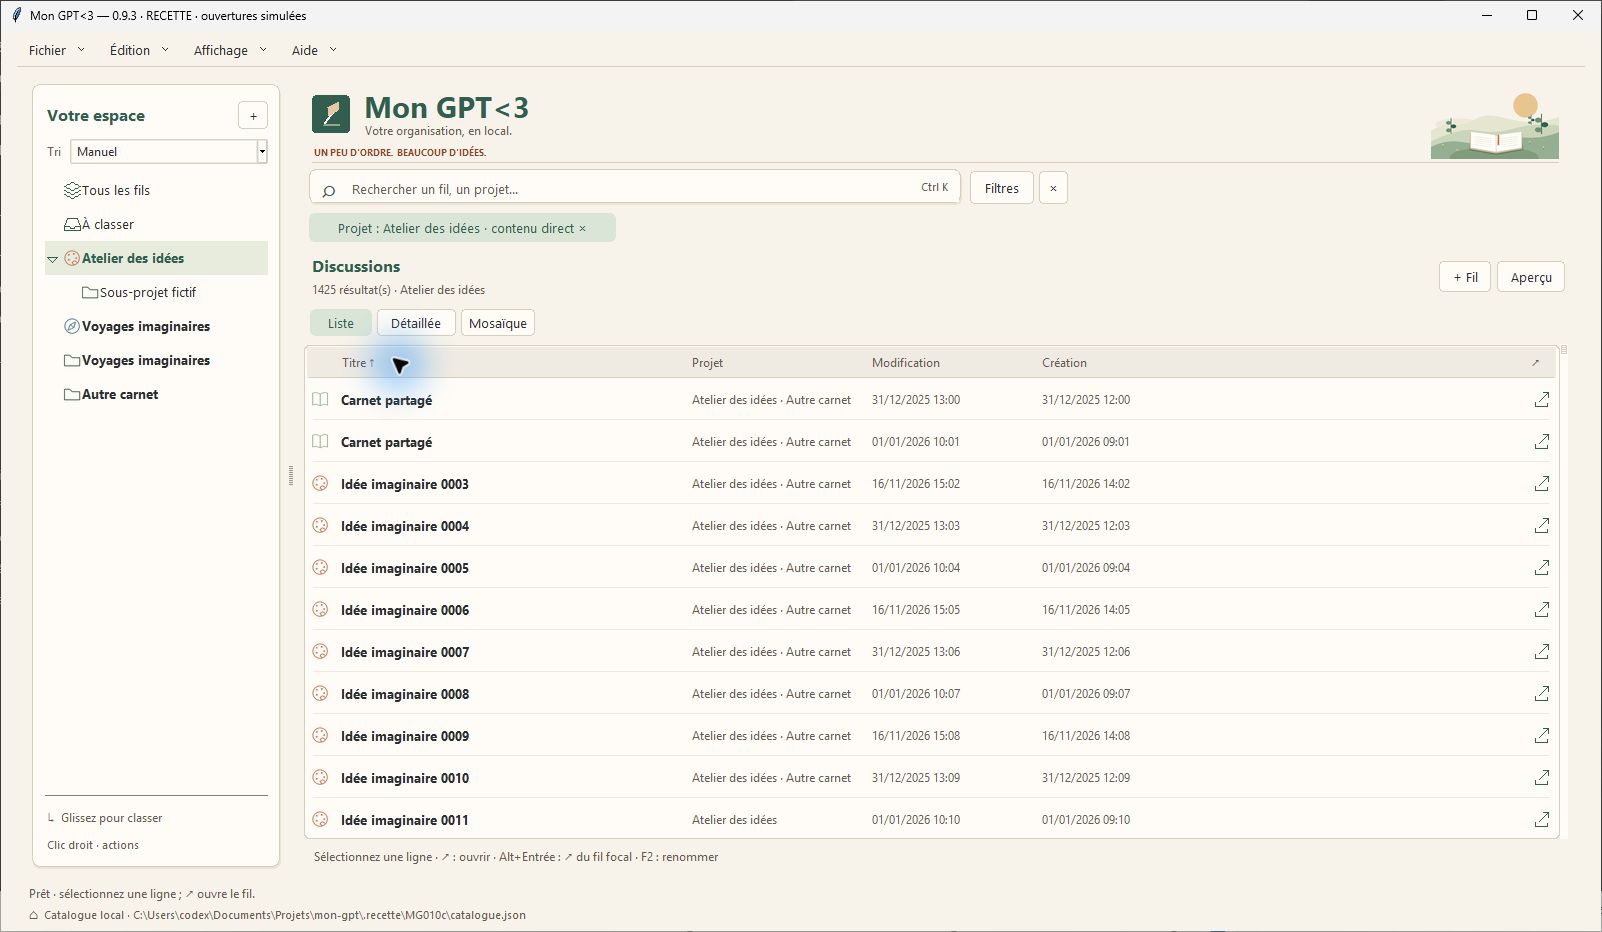 Mon GPT<3 — 0.9.3 · RECETTE · ouvertures simulées
Fichier Édition Affichage Aide
Votre espace +
Tri Manuel
Tous les fils
À classer
Atelier des idées
Sous-projet fictif
Voyages imaginaires
Voyages imaginaires
Autre carnet
↳ Glissez pour classer
Clic droit · actions
Mon GPT<3
Votre organisation, en local.
UN PEU D'ORDRE. BEAUCOUP D'IDÉES.
Rechercher un fil, un projet... Ctrl K Filtres ×
Projet : Atelier des idées · contenu direct ×
Discussions
1425 résultat(s) · Atelier des idées
+ Fil Aperçu
Liste Détaillée Mosaïque
Titre ↑ Projet Modification Création ↗
Carnet partagé Atelier des idées · Autre carnet 31/12/2025 13:00 31/12/2025 12:00
Carnet partagé Atelier des idées · Autre carnet 01/01/2026 10:01 01/01/2026 09:01
Idée imaginaire 0003 Atelier des idées · Autre carnet 16/11/2026 15:02 16/11/2026 14:02
Idée imaginaire 0004 Atelier des idées · Autre carnet 31/12/2025 13:03 31/12/2025 12:03
Idée imaginaire 0005 Atelier des idées · Autre carnet 01/01/2026 10:04 01/01/2026 09:04
Idée imaginaire 0006 Atelier des idées · Autre carnet 16/11/2026 15:05 16/11/2026 14:05
Idée imaginaire 0007 Atelier des idées · Autre carnet 31/12/2025 13:06 31/12/2025 12:06
Idée imaginaire 0008 Atelier des idées · Autre carnet 01/01/2026 10:07 01/01/2026 09:07
Idée imaginaire 0009 Atelier des idées · Autre carnet 16/11/2026 15:08 16/11/2026 14:08
Idée imaginaire 0010 Atelier des idées · Autre carnet 31/12/2025 13:09 31/12/2025 12:09
Idée imaginaire 0011 Atelier des idées 01/01/2026 10:10 01/01/2026 09:10
Sélectionnez une ligne · ↗ : ouvrir · Alt+Entrée : ↗ du fil focal · F2 : renommer
Prêt · sélectionnez une ligne ; ↗ ouvre le fil.
⌂ Catalogue local · C:\Users\codex\Documents\Projets\mon-gpt\.recette\MG010c\catalogue.json